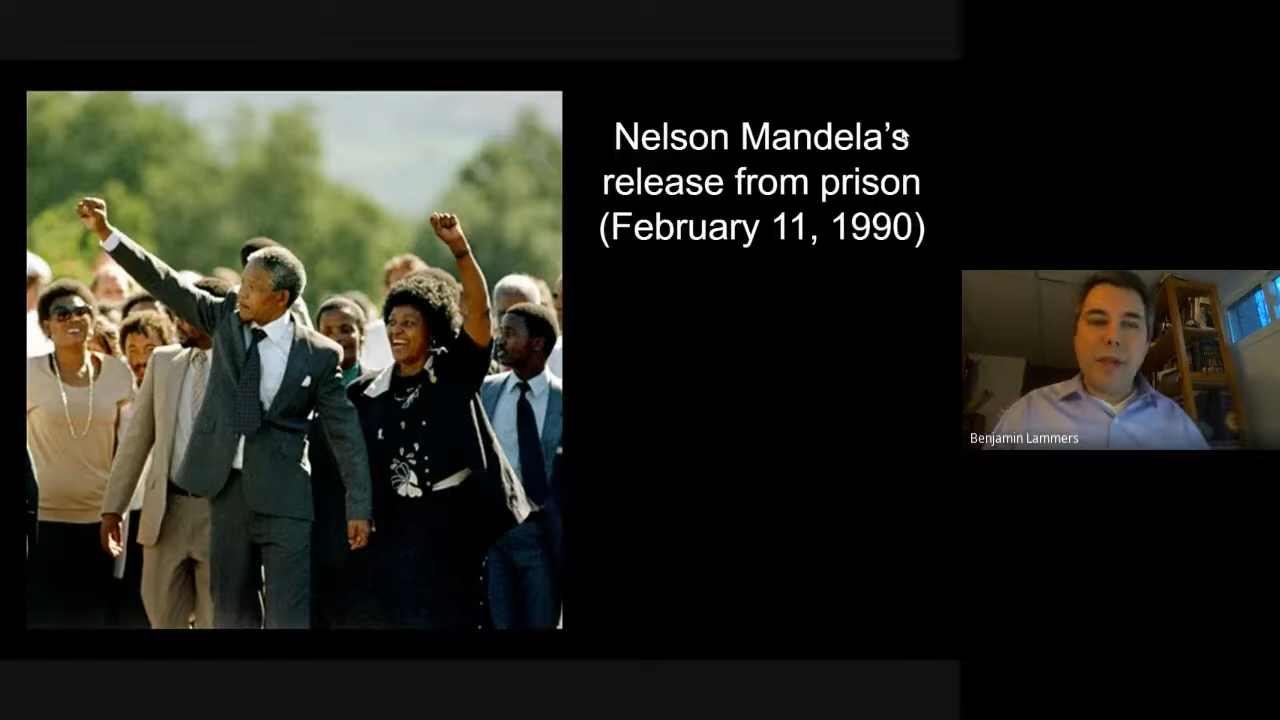 Nelson Mandela’s
release from prison
(February 11, 1990)
Benjamin Lammers